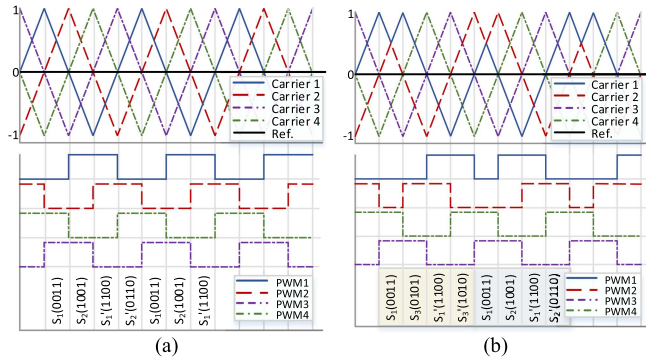 1
0
-1
Carrier 1
Carrier 2
Carrier 3
Carrier 4
Ref.
S1(0011)
S2(1001)
S1'(1100)
S2'(0110)
S1(0011)
S2(1001)
S1'(1100)
PWM1
PWM2
PWM3
PWM4
(a)
1
0
-1
Carrier 1
Carrier 2
Carrier 3
Carrier 4
Ref.
S1(0011)
S3(0101)
S1'(1100)
S3'(1010)
S1(0011)
S2(1001)
S1'(1100)
S2'(0110)
PWM1
PWM2
PWM3
PWM4
(b)